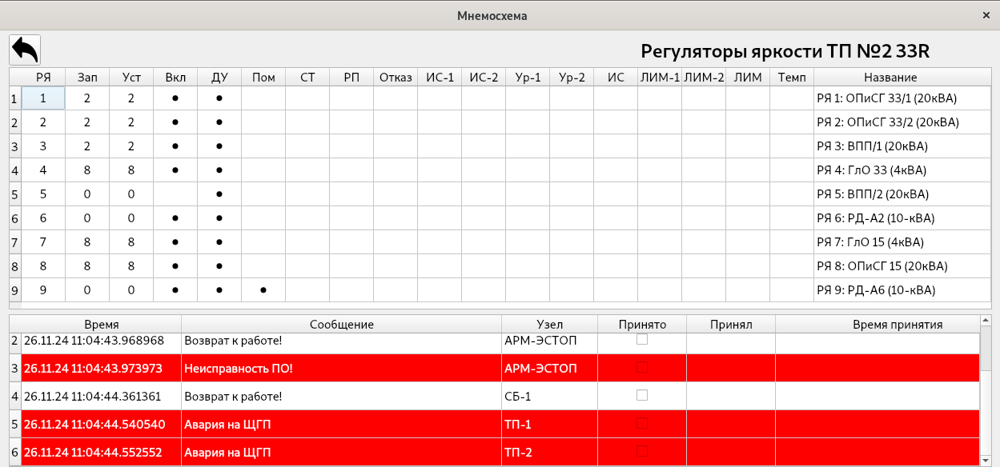 Мнемосхема
Регуляторы яркости ТП №2 33R
РЯ Зап Уст Вкл ДУ Пом СТ РП Отказ ИС-1 ИС-2 Ур-1 Ур-2 ИС ЛИМ-1 ЛИМ-2 ЛИМ Темп Название
1 1 2 2 • • РЯ 1: ОПиСГ 33/1 (20кВА)
2 2 2 2 • • РЯ 2: ОПиСГ 33/2 (20кВА)
3 3 2 2 • • РЯ 3: ВПП/1 (20кВА)
4 4 8 8 • • РЯ 4: ГлО 33 (4кВА)
5 5 0 0 • РЯ 5: ВПП/2 (20кВА)
6 6 0 0 • • РЯ 6: РД-А2 (10-кВА)
7 7 8 8 • • РЯ 7: ГлО 15 (4кВА)
8 8 8 8 • • РЯ 8: ОПиСГ 15 (20кВА)
9 9 0 0 • • • РЯ 9: РД-А6 (10-кВА)
Время Сообщение Узел Принято Принял Время принятия
2 26.11.24 11:04:43.968968 Возврат к работе! АРМ-ЭСТОП
3 26.11.24 11:04:43.973973 Неисправность ПО! АРМ-ЭСТОП
4 26.11.24 11:04:44.361361 Возврат к работе! СБ-1
5 26.11.24 11:04:44.540540 Авария на ЩГП ТП-1
6 26.11.24 11:04:44.552552 Авария на ЩГП ТП-2